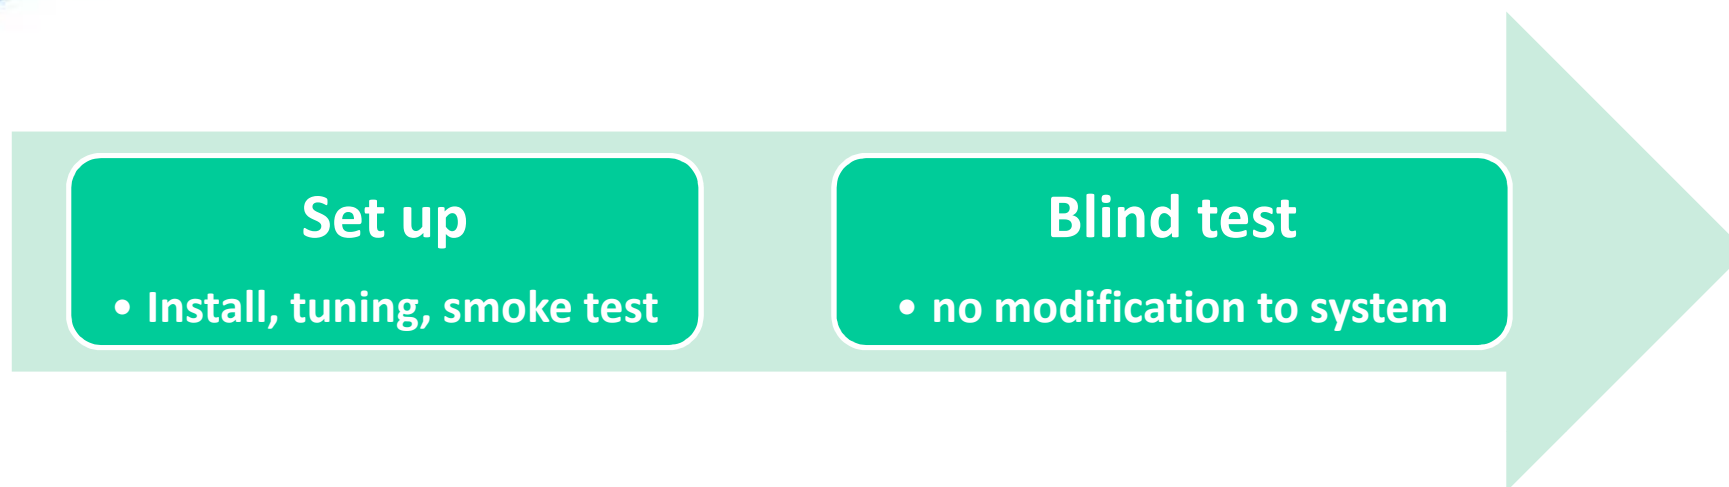 Set up
• Install, tuning, smoke test
Blind test
• no modification to system